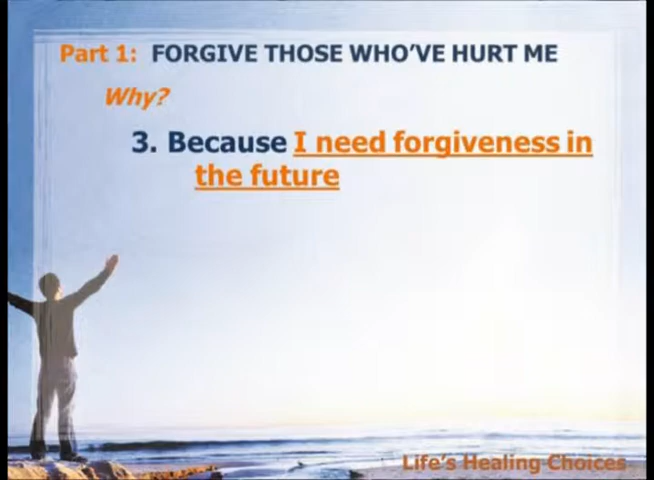 Part 1: FORGIVE THOSE WHO'VE HURT ME
Why?
3. Because I need forgiveness in
the future
Life's Healing Choices